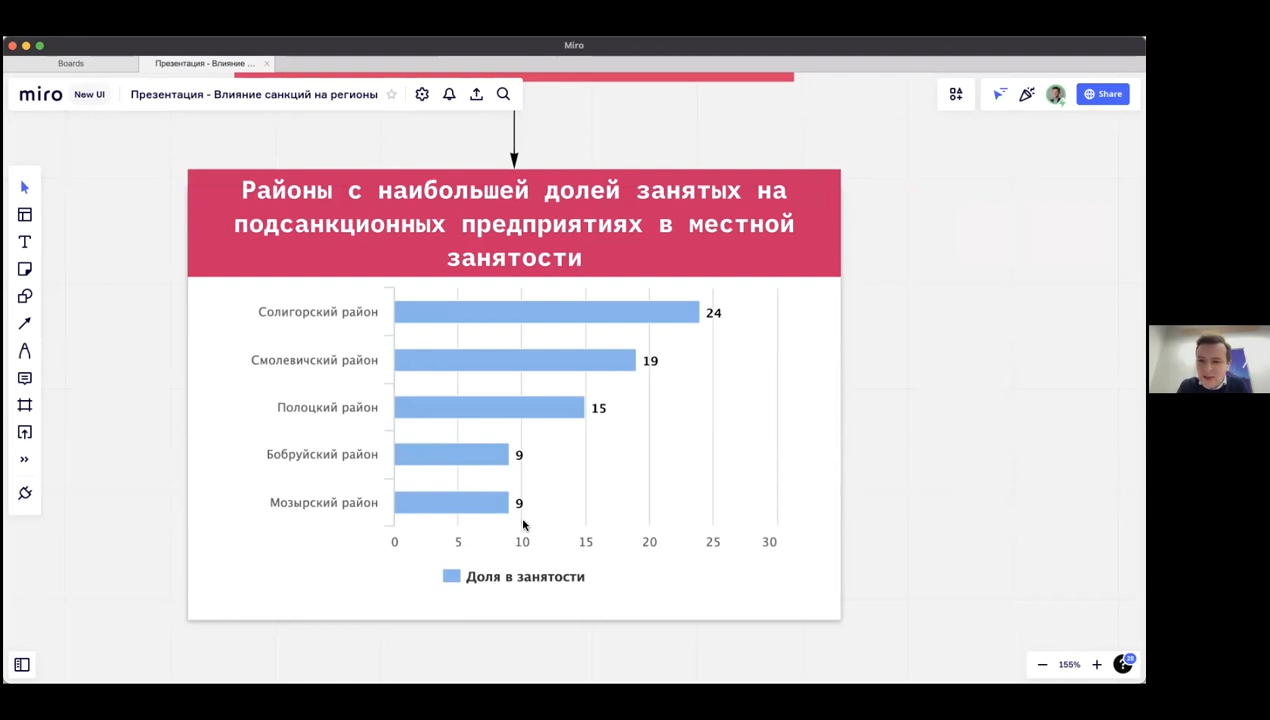 Miro
Boards
Презентация - Влияние ...
miro
New UI
Презентация - Влияние санкций на регионы
Share
Районы с наибольшей долей занятых на
подсанкционных предприятиях в местной
занятости
Солигорский район
24
Смолевичский район
19
Полоцкий район
15
Бобруйский район
9
Мозырский район
9
0 5 10 15 20 25 30
Доля в занятости
155%